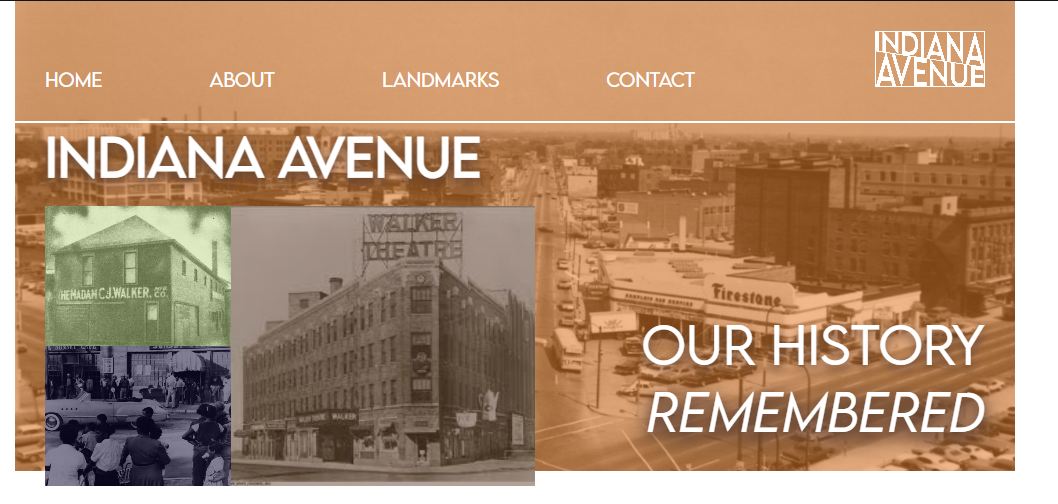 HOME ABOUT LANDMARKS CONTACT
INDIANA
AVENUE
INDIANA AVENUE
WALKER
THEATRE
THE MADAM C.J.WALKER. MFG
CO.
Firestone
OUR HISTORY
REMEMBERED